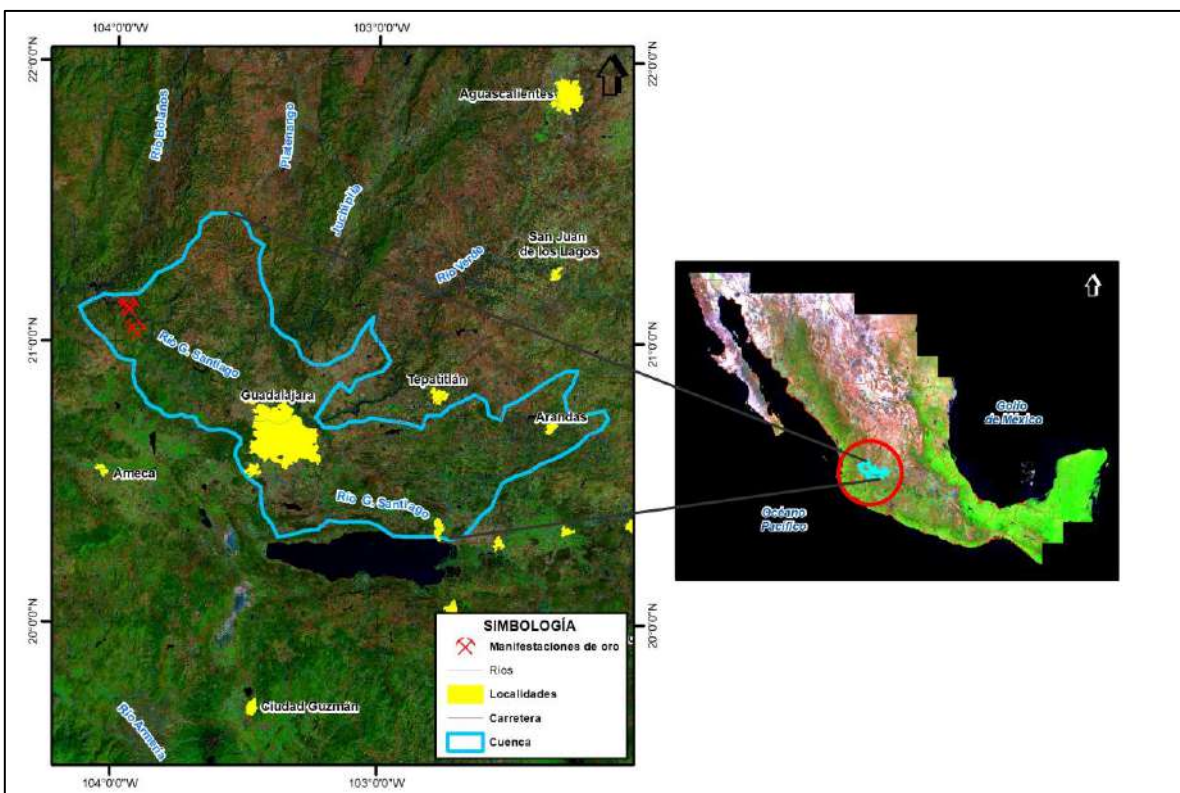 104°0'0"W
103°0'0"W
22°0'0"N
22°0'0"N
Aguascalientes
Río Bolaños
Juchipila
San Juan
de los Lagos
Río Verde
21°0'0"N
21°0'0"N
Río G. Santiago
Tepatitlán
Guadalajara
Arandas
Ameca
Río G. Santiago
20°0'0"N
20°0'0"N
SIMBOLOGÍA
Manifestaciones de oro
Ríos
Localidades
Carretera
Cuenca
Ciudad Guzmán
Río Armería
104°0'0"W
103°0'0"W
Golfo
de México
Océano
Pacífico